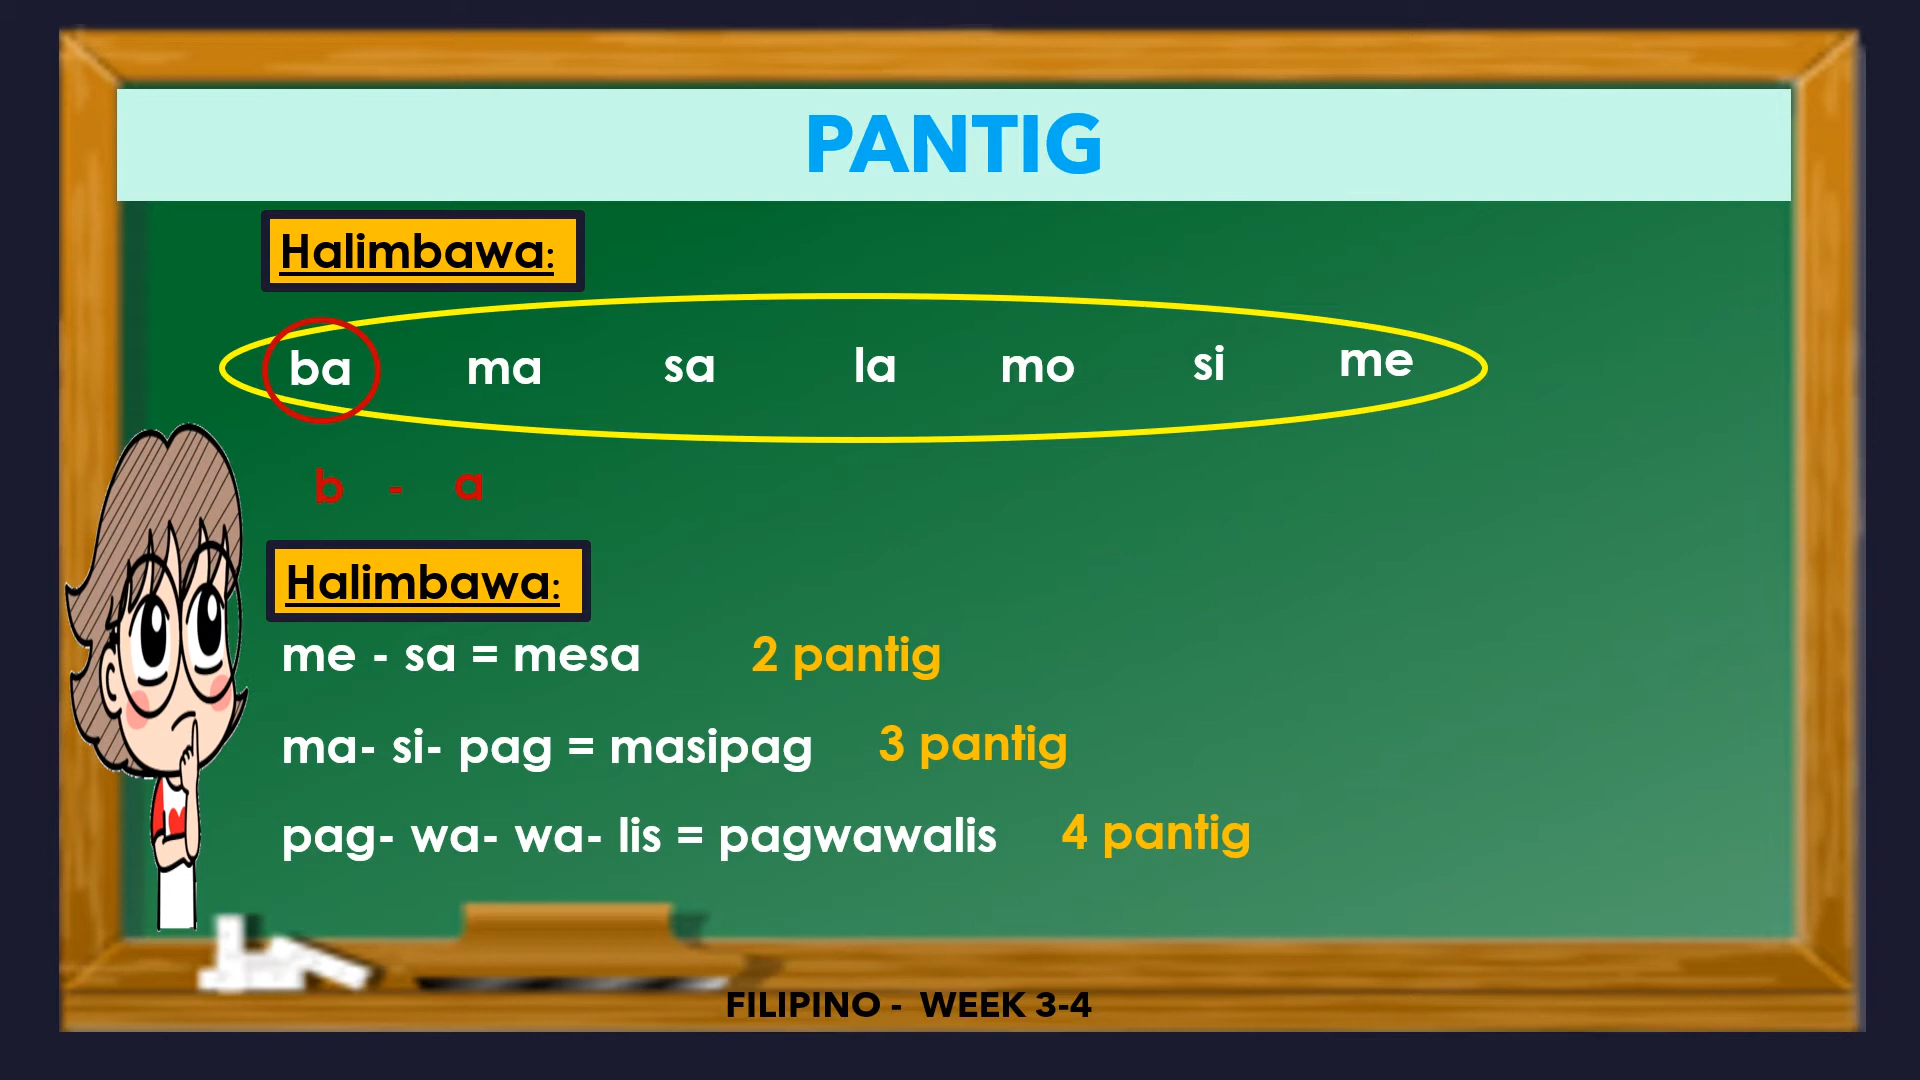 PANTIG
Halimbawa:
ba ma sa la mo si me
b - a
Halimbawa:
me - sa = mesa 2 pantig
ma- si- pag = masipag 3 pantig
pag- wa- wa- lis = pagwawalis 4 pantig
FILIPINO - WEEK 3-4